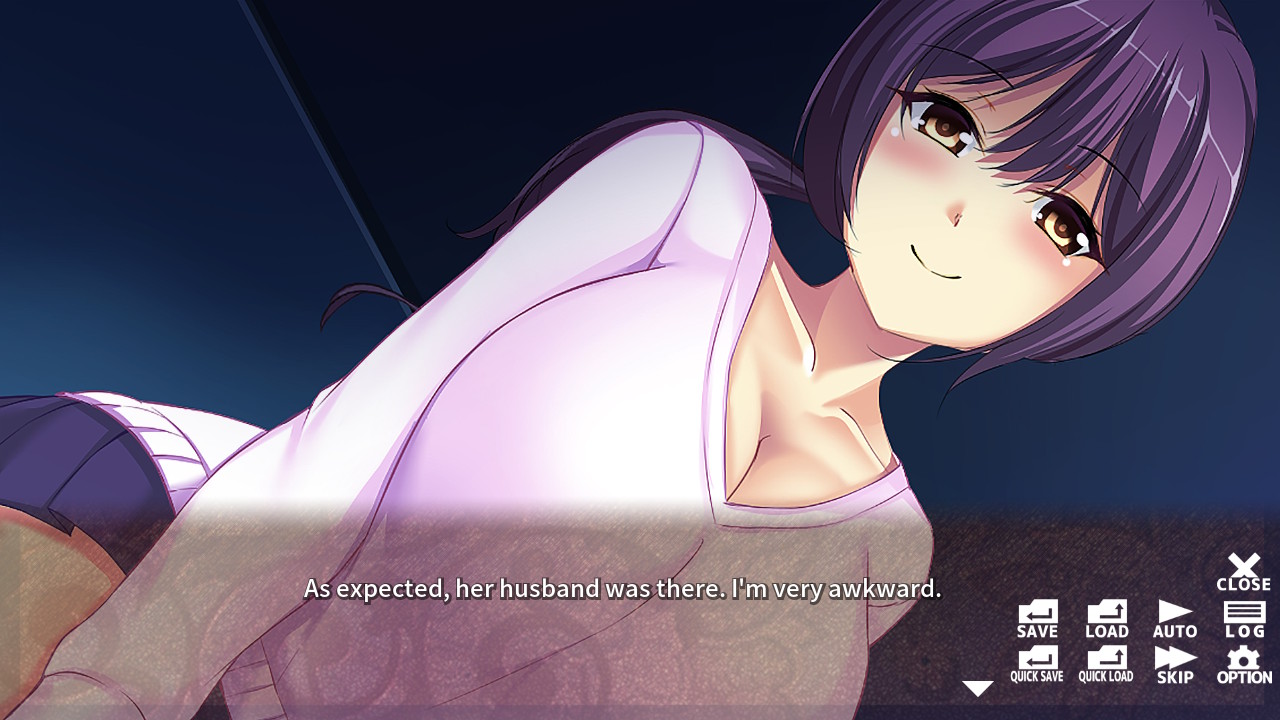 As expected, her husband was there. I'm very awkward.
CLOSE
SAVE
LOAD
AUTO
LOG
QUICK SAVE
QUICK LOAD
SKIP
OPTION